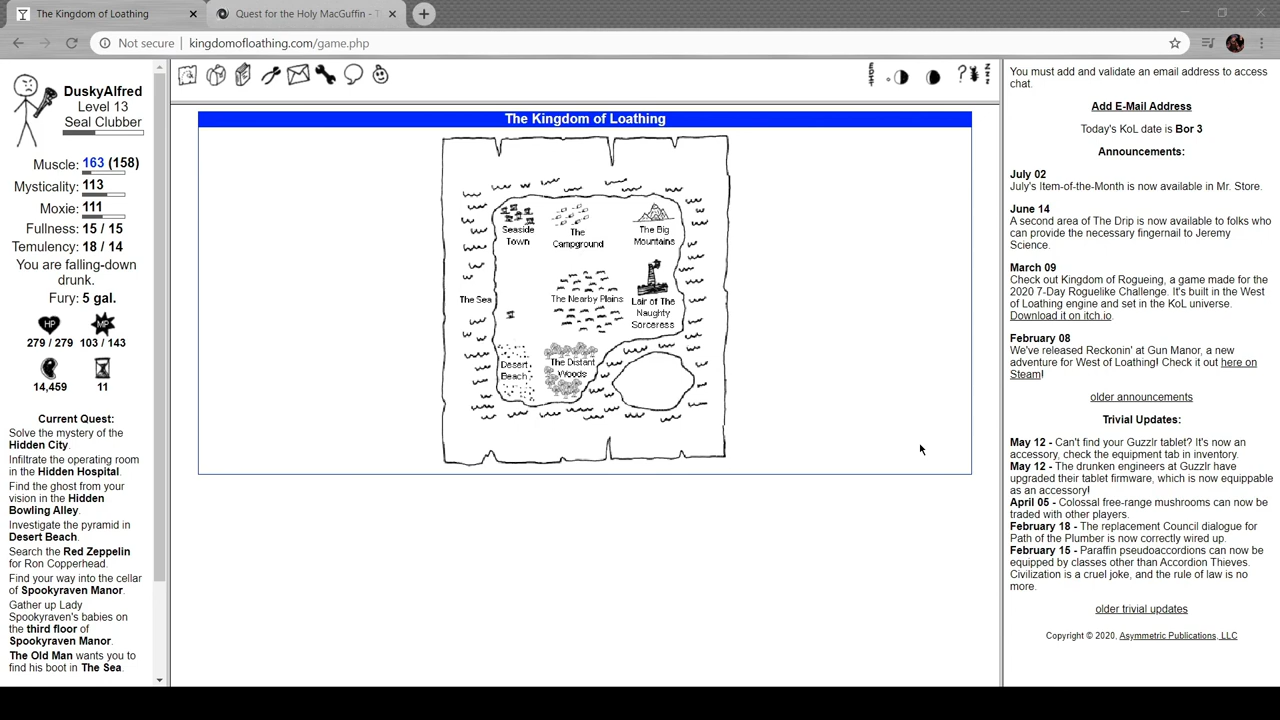 The Kingdom of Loathing
Quest for the Holy MacGuffin - T
Not secure | kingdomofloathing.com/game.php
DuskyAlfred
Level 13
Seal Clubber
Muscle: 163 (158)
Mysticality: 113
Moxie: 111
Fullness: 15 / 15
Temulency: 18 / 14
You are falling-down
drunk.
Fury: 5 gal.
HP
MP
279 / 279
103 / 143
14,459
11
Current Quest:
Solve the mystery of the
Hidden City.
Infiltrate the operating room
in the Hidden Hospital.
Find the ghost from your
vision in the Hidden
Bowling Alley.
Investigate the pyramid in
Desert Beach.
Search the Red Zeppelin
for Ron Copperhead.
Find your way into the cellar
of Spookyraven Manor.
Gather up Lady
Spookyraven's babies on
the third floor of
Spookyraven Manor.
The Old Man wants you to
find his boot in The Sea.
The Kingdom of Loathing
Seaside
Town
The
Campground
The Big
Mountains
The Sea
The Nearby Plains
Lair of The
Naughty
Sorceress
Desert
Beach
The Distant
Woods
You must add and validate an email address to access
chat.
Add E-Mail Address
Today's KoL date is Bor 3
Announcements:
July 02
July's Item-of-the-Month is now available in Mr. Store.
June 14
A second area of The Drip is now available to folks who
can provide the necessary fingernail to Jeremy
Science.
March 09
Check out Kingdom of Rogueing, a game made for the
2020 7-Day Roguelike Challenge. It's built in the West
of Loathing engine and set in the KoL universe.
Download it on itch.io.
February 08
We've released Reckonin' at Gun Manor, a new
adventure for West of Loathing! Check it out here on
Steam!
older announcements
Trivial Updates:
May 12 - Can't find your Guzzlr tablet? It's now an
accessory, check the equipment tab in inventory.
May 12 - The drunken engineers at Guzzlr have
upgraded their tablet firmware, which is now equippable
as an accessory!
April 05 - Colossal free-range mushrooms can now be
traded with other players.
February 18 - The replacement Council dialogue for
Path of the Plumber is now correctly wired up.
February 15 - Paraffin pseudoaccordions can now be
equipped by classes other than Accordion Thieves.
Civilization is a cruel joke, and the rule of law is no
more.
older trivial updates
Copyright © 2020, Asymmetric Publications, LLC